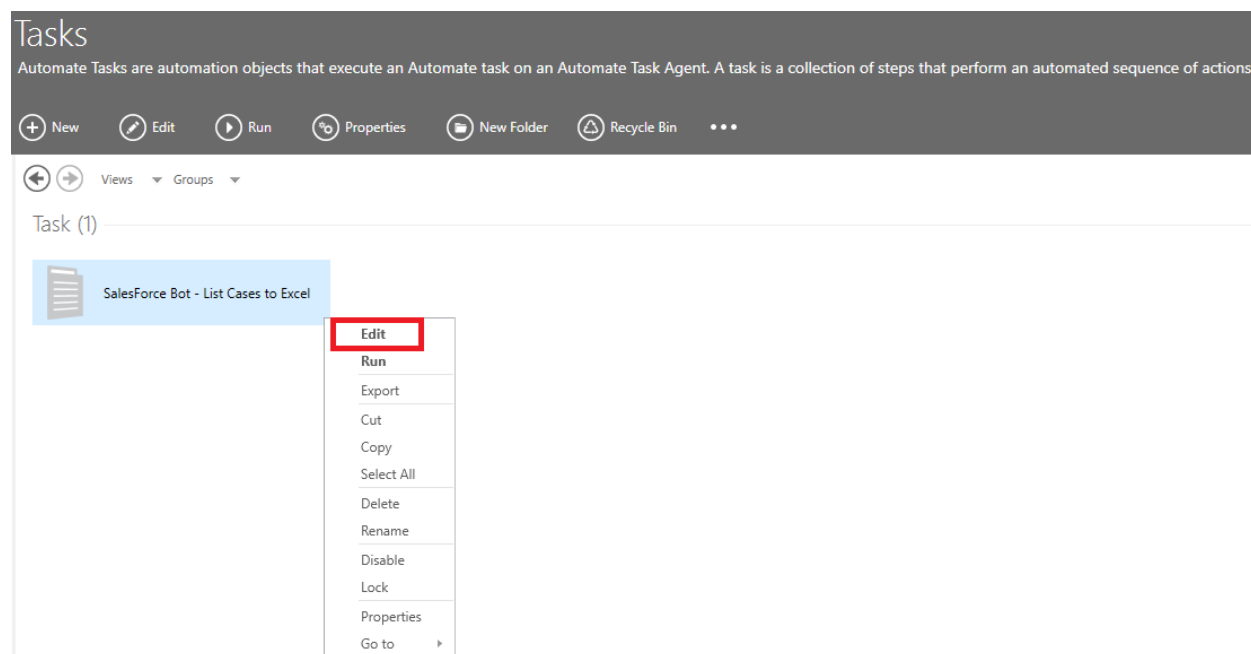 Tasks
Automate Tasks are automation objects that execute an Automate task on an Automate Task Agent. A task is a collection of steps that perform an automated sequence of actions
New Edit Run Properties New Folder Recycle Bin •••
Views Groups
Task (1)
SalesForce Bot - List Cases to Excel
Edit
Run
Export
Cut
Copy
Select All
Delete
Rename
Disable
Lock
Properties
Go to